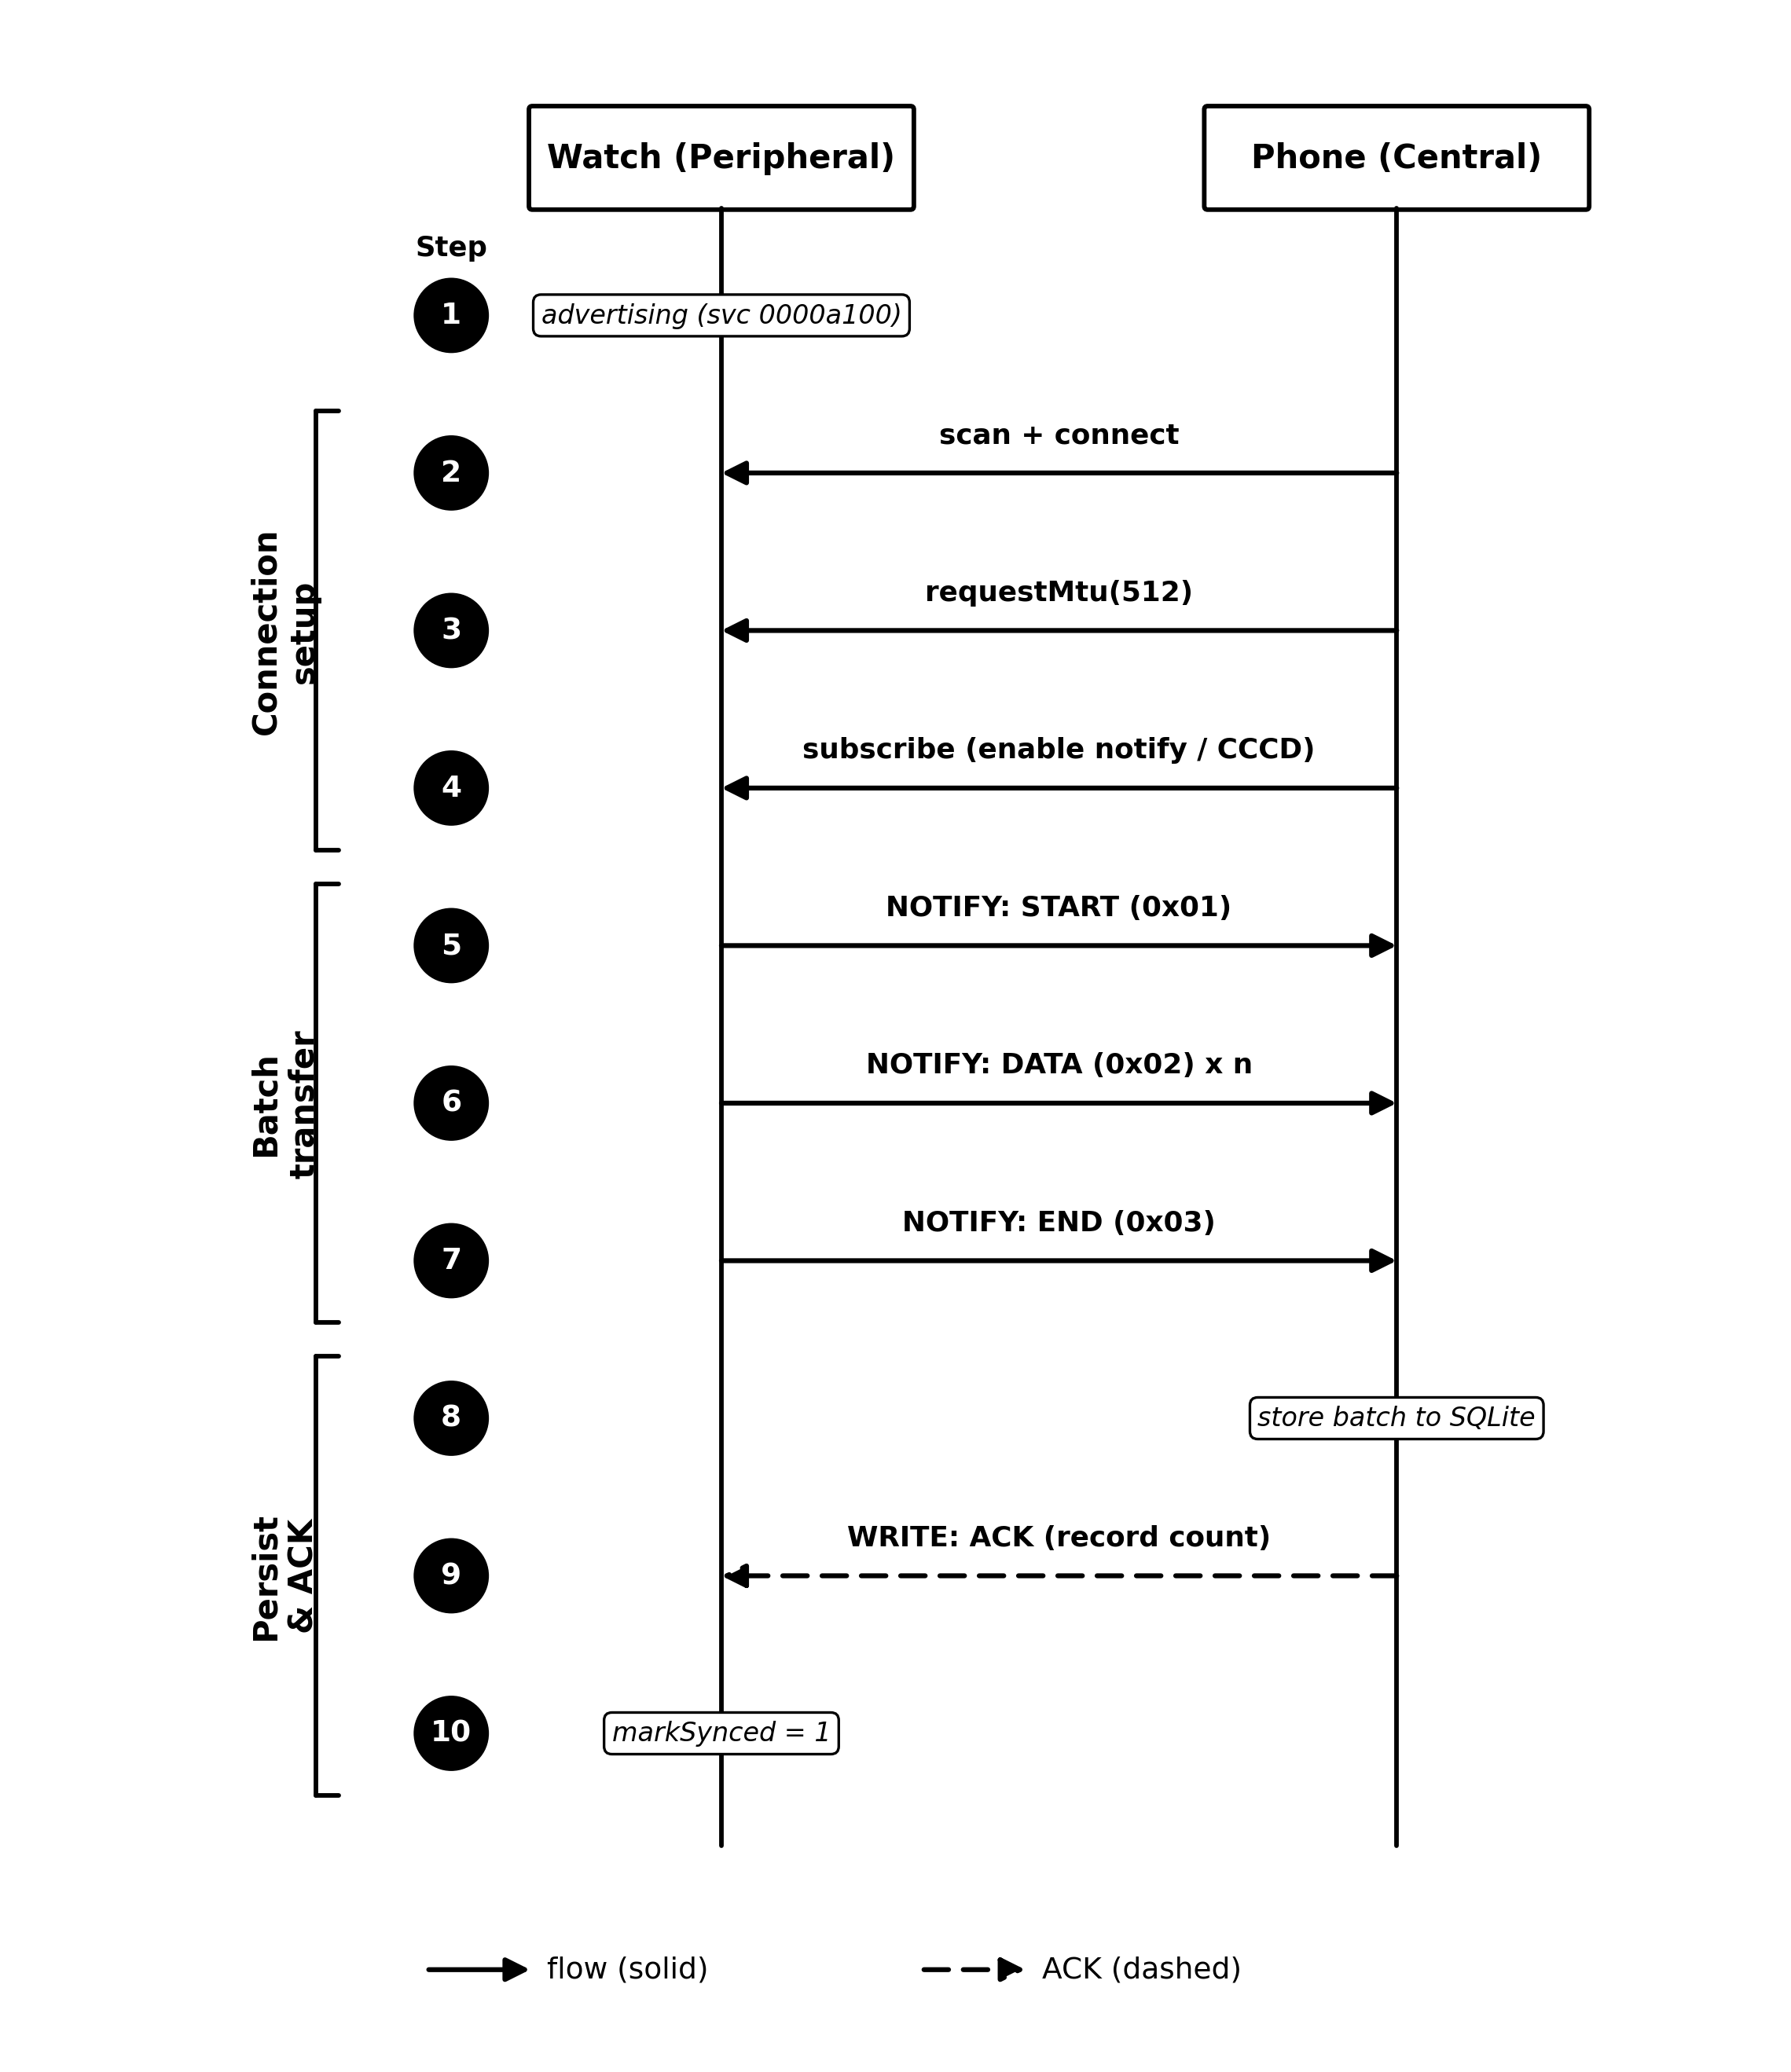 Watch (Peripheral)
Phone (Central)
Step
1
advertising (svc 0000a100)
Connection
setup
2
scan + connect
3
requestMtu(512)
4
subscribe (enable notify / CCCD)
Batch
transfer
5
NOTIFY: START (0x01)
6
NOTIFY: DATA (0x02) x n
7
NOTIFY: END (0x03)
Persist
& ACK
8
store batch to SQLite
9
WRITE: ACK (record count)
10
markSynced = 1
flow (solid)
ACK (dashed)